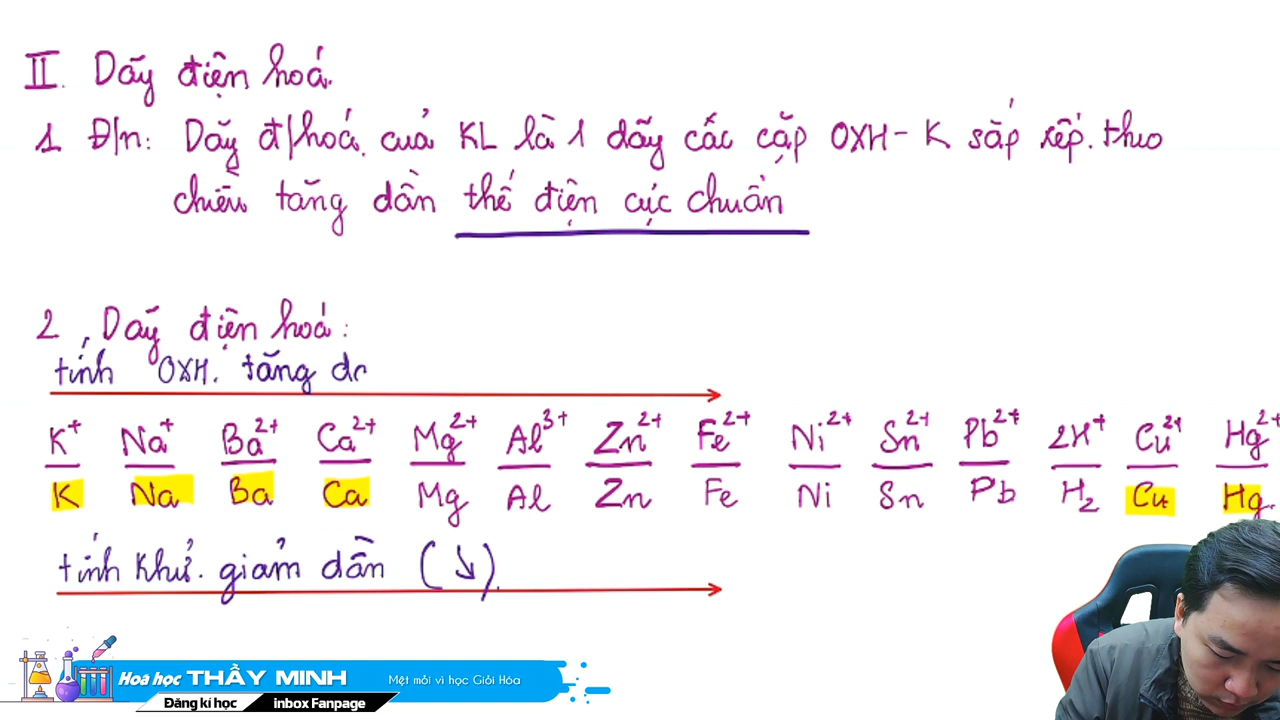 II. Dãy điện hoá.
1 Đ/n: Dãy đ/hoá. cuả KL là 1 dãy các cặp OXH - K sắp xếp. theo
chiều tăng dần thế điện cực chuẩn
2, Dãy điện hoá:
tính OXH. tăng dầ
K⁺ Na⁺ Ba²⁺ Ca²⁺ Mg²⁺ Al³⁺ Zn²⁺ Fe²⁺ Ni²⁺ Sn²⁺ Pb²⁺ 2H⁺ Cu²⁺ Hg²⁺
K Na Ba Ca Mg Al Zn Fe Ni Sn Pb H₂ Cu Hg.
tính khử. giảm dần (↘).
Hoá học THẦY MINH Mệt mỏi vì học Giỏi Hóa
Đăng kí học inbox Fanpage